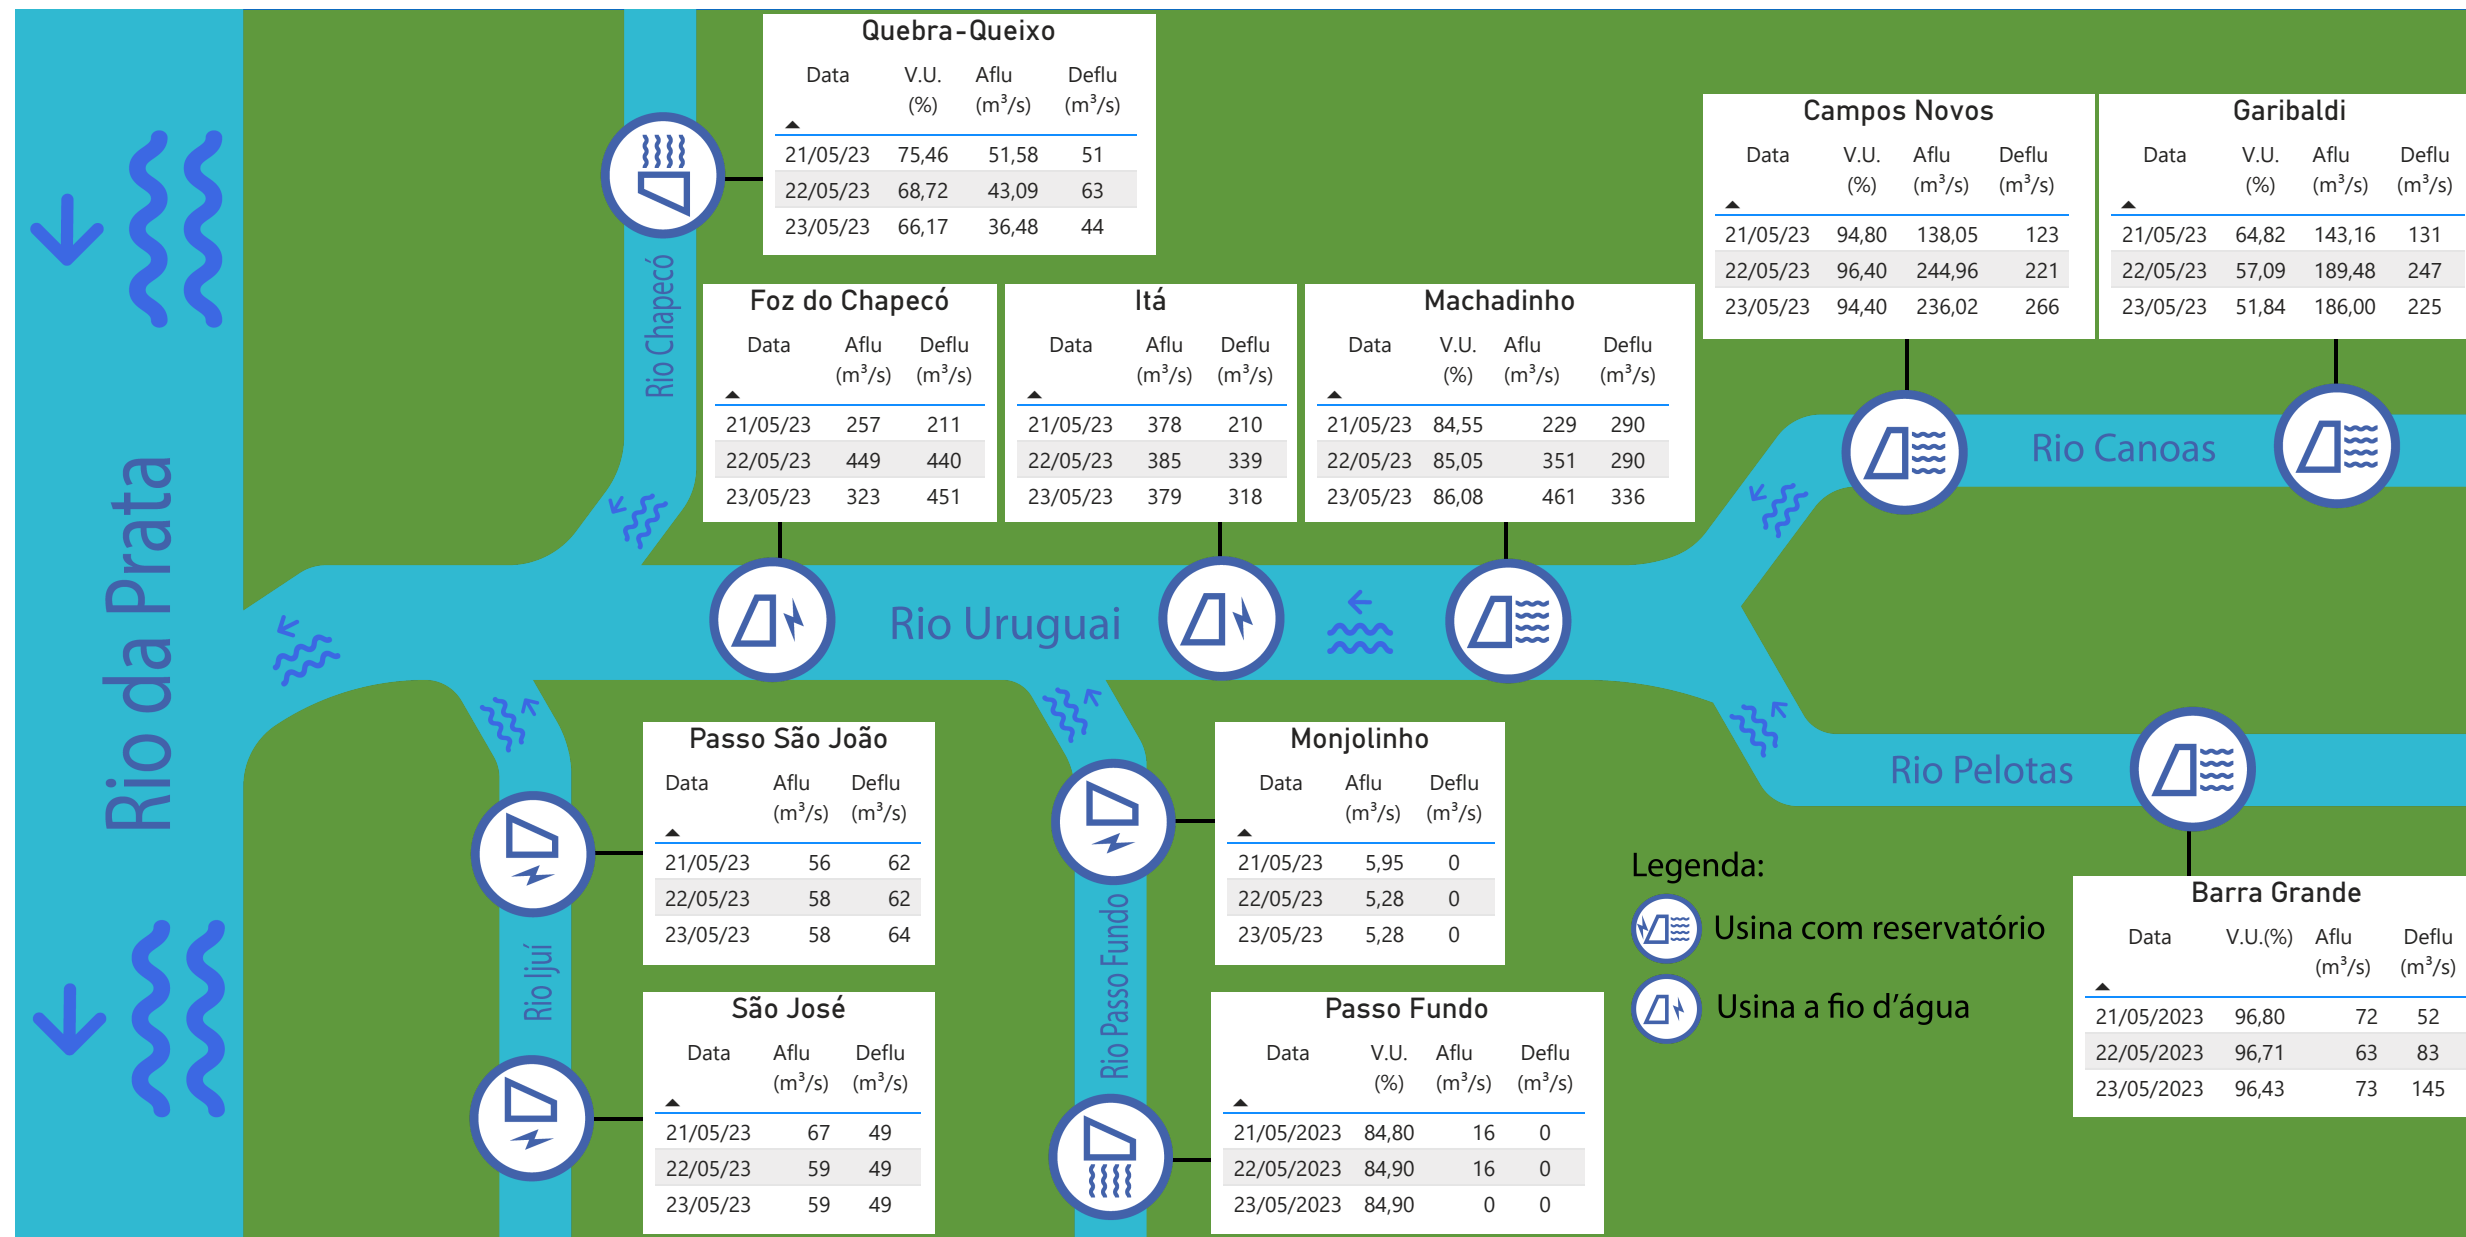 Quebra-Queixo
Data V.U. (%) Aflu (m³/s) Deflu (m³/s)
21/05/23 75,46 51,58 51
22/05/23 68,72 43,09 63
23/05/23 66,17 36,48 44
Campos Novos
Data V.U. (%) Aflu (m³/s) Deflu (m³/s)
21/05/23 94,80 138,05 123
22/05/23 96,40 244,96 221
23/05/23 94,40 236,02 266
Garibaldi
Data V.U. (%) Aflu (m³/s) Deflu (m³/s)
21/05/23 64,82 143,16 131
22/05/23 57,09 189,48 247
23/05/23 51,84 186,00 225
Rio Chapecó
Foz do Chapecó
Data Aflu (m³/s) Deflu (m³/s)
21/05/23 257 211
22/05/23 449 440
23/05/23 323 451
Itá
Data Aflu (m³/s) Deflu (m³/s)
21/05/23 378 210
22/05/23 385 339
23/05/23 379 318
Machadinho
Data V.U. (%) Aflu (m³/s) Deflu (m³/s)
21/05/23 84,55 229 290
22/05/23 85,05 351 290
23/05/23 86,08 461 336
Rio Canoas
Rio da Prata
Rio Uruguai
Rio Pelotas
Passo São João
Data Aflu (m³/s) Deflu (m³/s)
21/05/23 56 62
22/05/23 58 62
23/05/23 58 64
Monjolinho
Data Aflu (m³/s) Deflu (m³/s)
21/05/23 5,95 0
22/05/23 5,28 0
23/05/23 5,28 0
Rio Ijuí
Rio Passo Fundo
São José
Data Aflu (m³/s) Deflu (m³/s)
21/05/23 67 49
22/05/23 59 49
23/05/23 59 49
Passo Fundo
Data V.U. (%) Aflu (m³/s) Deflu (m³/s)
21/05/2023 84,80 16 0
22/05/2023 84,90 16 0
23/05/2023 84,90 0 0
Legenda:
Usina com reservatório
Usina a fio d’água
Barra Grande
Data V.U.(%) Aflu (m³/s) Deflu (m³/s)
21/05/2023 96,80 72 52
22/05/2023 96,71 63 83
23/05/2023 96,43 73 145